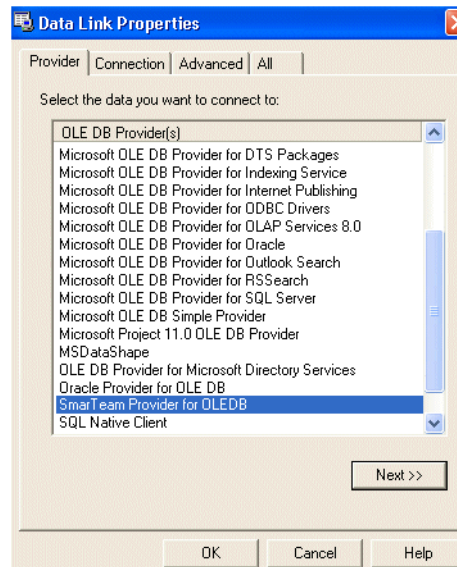 Data Link Properties
Provider Connection Advanced All
Select the data you want to connect to:
OLE DB Provider(s)
Microsoft OLE DB Provider for DTS Packages
Microsoft OLE DB Provider for Indexing Service
Microsoft OLE DB Provider for Internet Publishing
Microsoft OLE DB Provider for ODBC Drivers
Microsoft OLE DB Provider for OLAP Services 8.0
Microsoft OLE DB Provider for Oracle
Microsoft OLE DB Provider for Outlook Search
Microsoft OLE DB Provider for RSSearch
Microsoft OLE DB Provider for SQL Server
Microsoft OLE DB Simple Provider
Microsoft Project 11.0 OLE DB Provider
MSDataShape
OLE DB Provider for Microsoft Directory Services
Oracle Provider for OLE DB
SmarTeam Provider for OLEDB
SQL Native Client
Next >>
OK Cancel Help